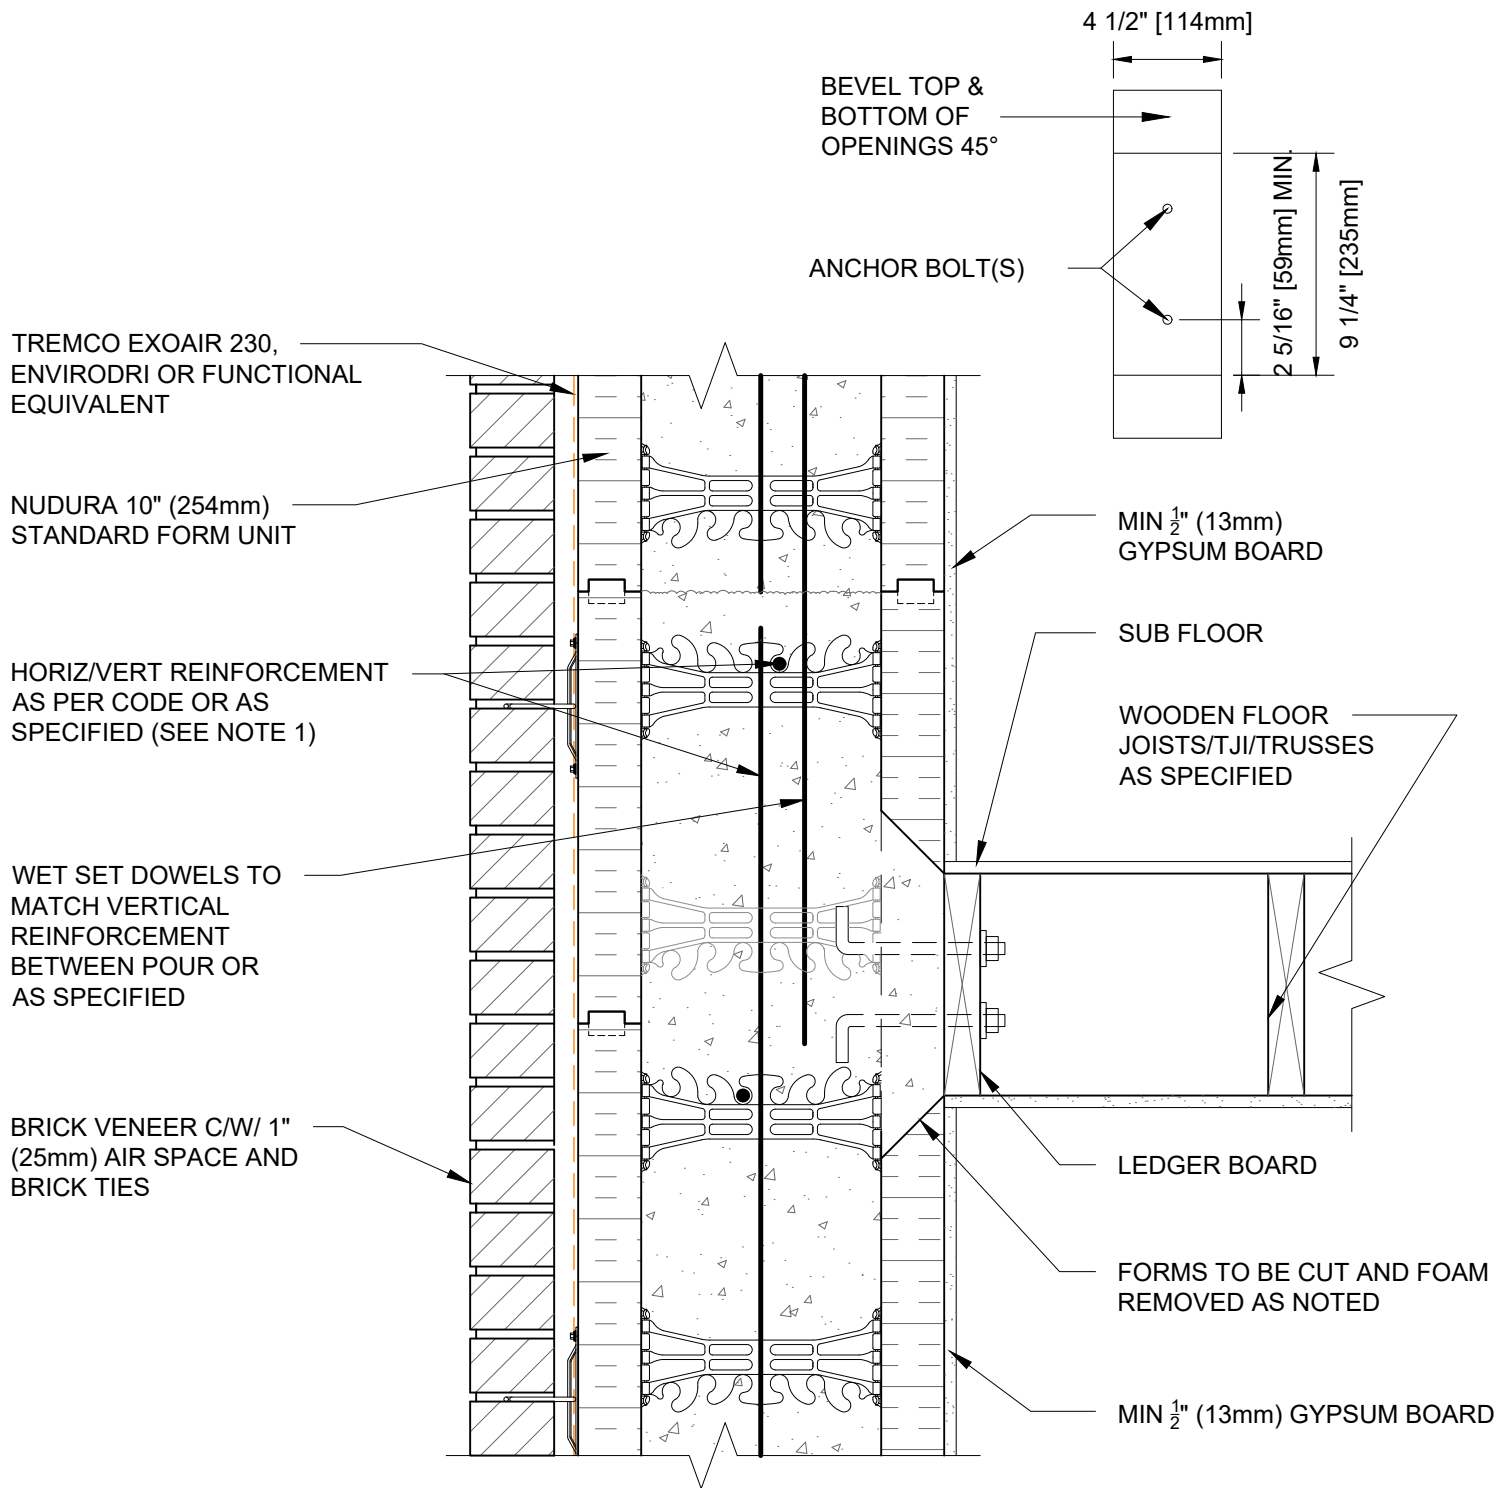 4 1/2" [114mm]
BEVEL TOP &
BOTTOM OF
OPENINGS 45°
ANCHOR BOLT(S)
2 5/16" [59mm] MIN.
9 1/4" [235mm]
TREMCO EXOAIR 230,
ENVIRODRI OR FUNCTIONAL
EQUIVALENT
NUDURA 10" (254mm)
STANDARD FORM UNIT
HORIZ/VERT REINFORCEMENT
AS PER CODE OR AS
SPECIFIED (SEE NOTE 1)
WET SET DOWELS TO
MATCH VERTICAL
REINFORCEMENT
BETWEEN POUR OR
AS SPECIFIED
BRICK VENEER C/W/ 1"
(25mm) AIR SPACE AND
BRICK TIES
MIN 1/2" (13mm)
GYPSUM BOARD
SUB FLOOR
WOODEN FLOOR
JOISTS/TJI/TRUSSES
AS SPECIFIED
LEDGER BOARD
FORMS TO BE CUT AND FOAM
REMOVED AS NOTED
MIN 1/2" (13mm) GYPSUM BOARD